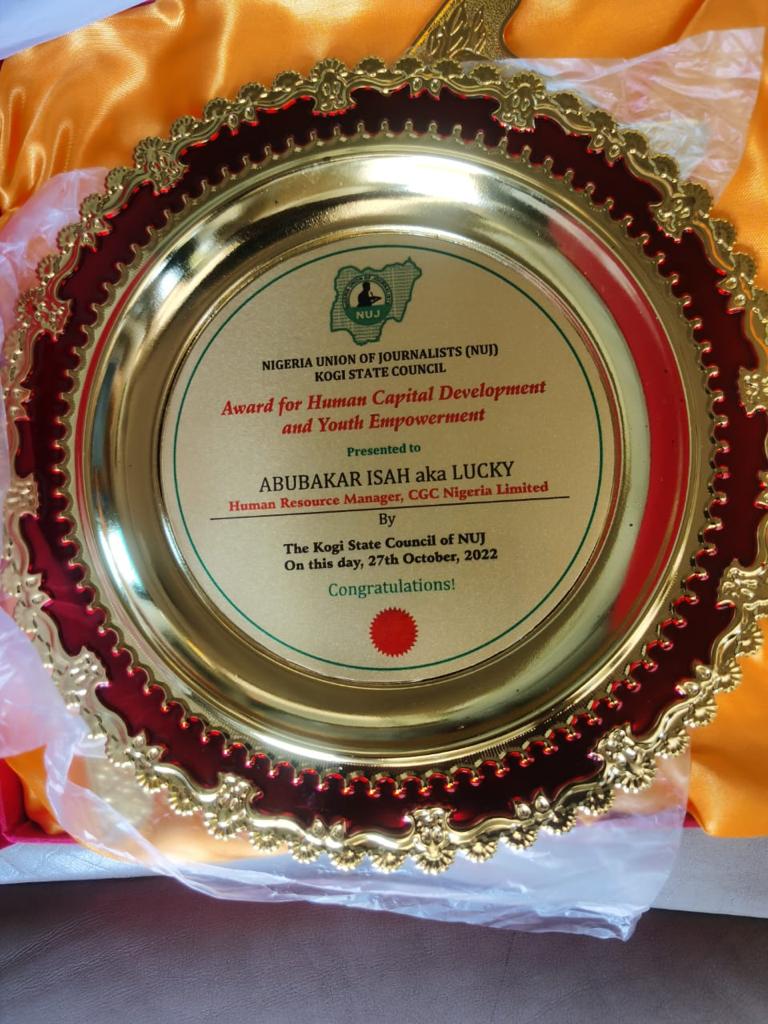 NUJ
NIGERIA UNION OF JOURNALISTS (NUJ)
KOGI STATE COUNCIL
Award for Human Capital Development
and Youth Empowerment
Presented to
ABUBAKAR ISAH aka LUCKY
Human Resource Manager, CGC Nigeria Limited
By
The Kogi State Council of NUJ
On this day, 27th October, 2022
Congratulations!